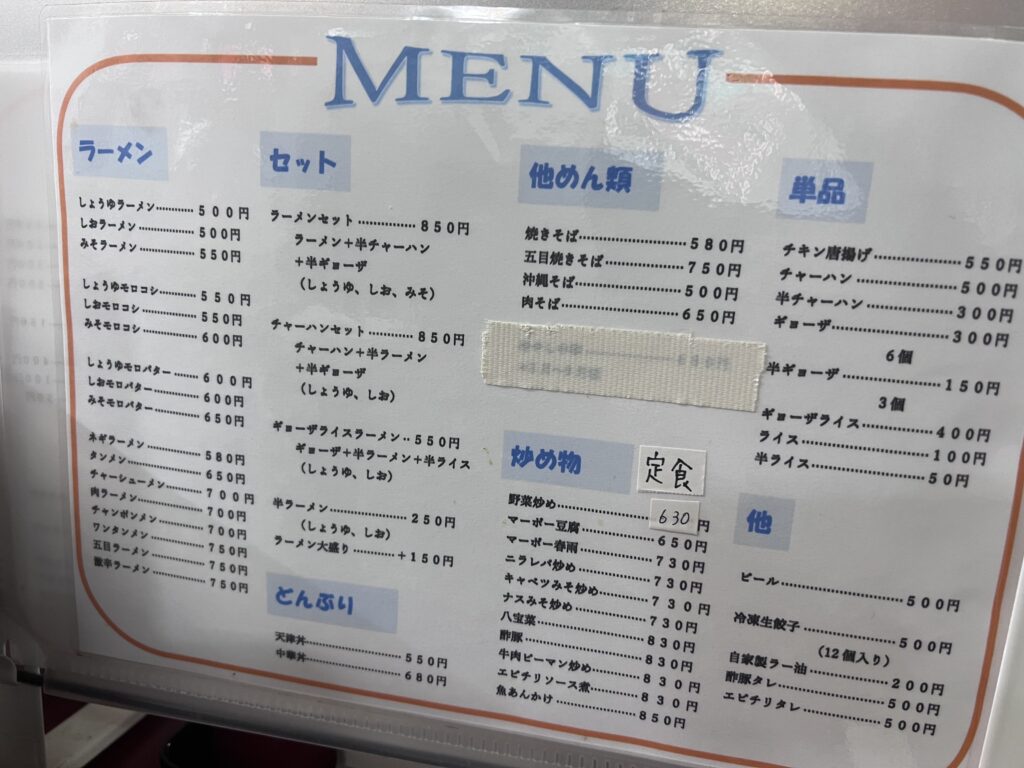 MENU
ラーメン
しょうゆラーメン…………500円
しおラーメン…………500円
みそラーメン…………550円
しょうゆモロコシ…………550円
しおモロコシ…………550円
みそモロコシ…………600円
しょうゆモロバター…………600円
しおモロバター…………600円
みそモロバター…………650円
ネギラーメン…………580円
タンメン…………650円
チャーシューメン…………700円
肉ラーメン…………700円
チャンポンメン…………700円
ワンタンメン…………750円
五目ラーメン…………750円
激辛ラーメン…………750円
セット
ラーメンセット…………850円
ラーメン+半チャーハン
+半ギョーザ
(しょうゆ、しお、みそ)
チャーハンセット…………850円
チャーハン+半ラーメン
+半ギョーザ
(しょうゆ、しお)
ギョーザライスラーメン‥550円
ギョーザ+半ラーメン+半ライス
(しょうゆ、しお)
半ラーメン…………250円
(しょうゆ、しお)
ラーメン大盛り…………+150円
どんぶり
天津丼…………550円
中華丼…………680円
他めん類
焼きそば…………580円
五目焼きそば…………750円
沖縄そば…………500円
肉そば…………650円
炒め物 定食
野菜炒め…………630円
マーボー豆腐…………650円
マーボー春雨…………730円
ニラレバ炒め…………730円
キャベツみそ炒め…………730円
ナスみそ炒め…………730円
八宝菜…………830円
酢豚…………830円
牛肉ピーマン炒め…………830円
エビチリソース煮…………830円
魚あんかけ…………850円
単品
チキン唐揚げ…………550円
チャーハン…………500円
半チャーハン…………300円
ギョーザ…………300円
6個
半ギョーザ…………150円
3個
ギョーザライス…………400円
ライス…………100円
半ライス…………50円
他
ビール…………500円
冷凍生餃子…………500円
(12個入り)
自家製ラー油…………200円
酢豚タレ…………500円
エビチリタレ…………500円